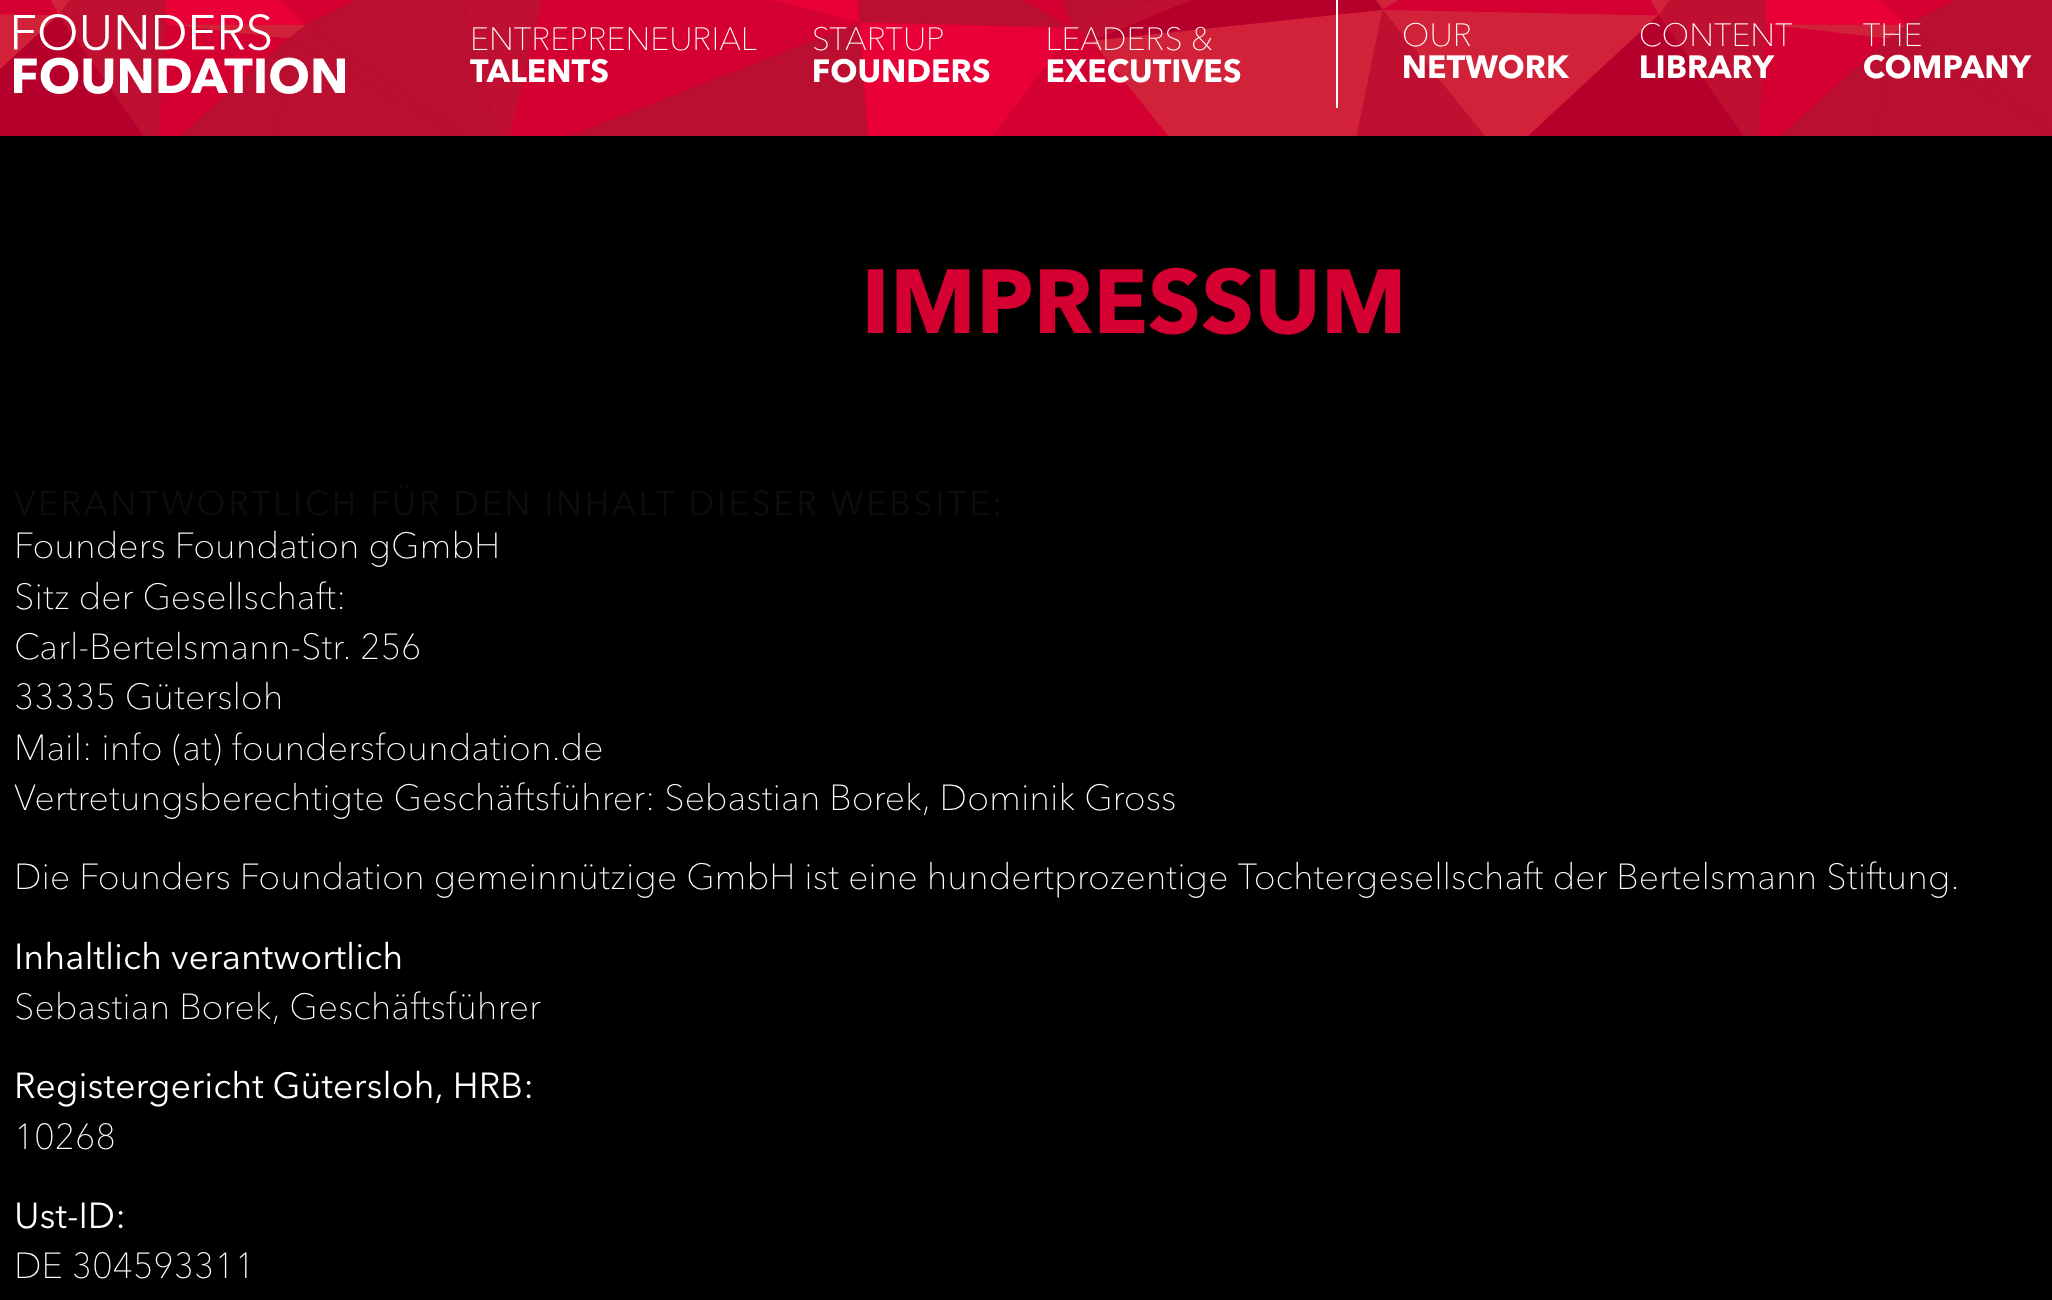 FOUNDERS
FOUNDATION
ENTREPRENEURIAL
TALENTS
STARTUP
FOUNDERS
LEADERS &
EXECUTIVES
OUR
NETWORK
CONTENT
LIBRARY
THE
COMPANY
IMPRESSUM
VERANTWORTLICH FÜR DEN INHALT DIESER WEBSITE:
Founders Foundation gGmbH
Sitz der Gesellschaft:
Carl-Bertelsmann-Str. 256
33335 Gütersloh
Mail: info (at) foundersfoundation.de
Vertretungsberechtigte Geschäftsführer: Sebastian Borek, Dominik Gross
Die Founders Foundation gemeinnützige GmbH ist eine hundertprozentige Tochtergesellschaft der Bertelsmann Stiftung.
Inhaltlich verantwortlich
Sebastian Borek, Geschäftsführer
Registergericht Gütersloh, HRB:
10268
Ust-ID:
DE 304593311